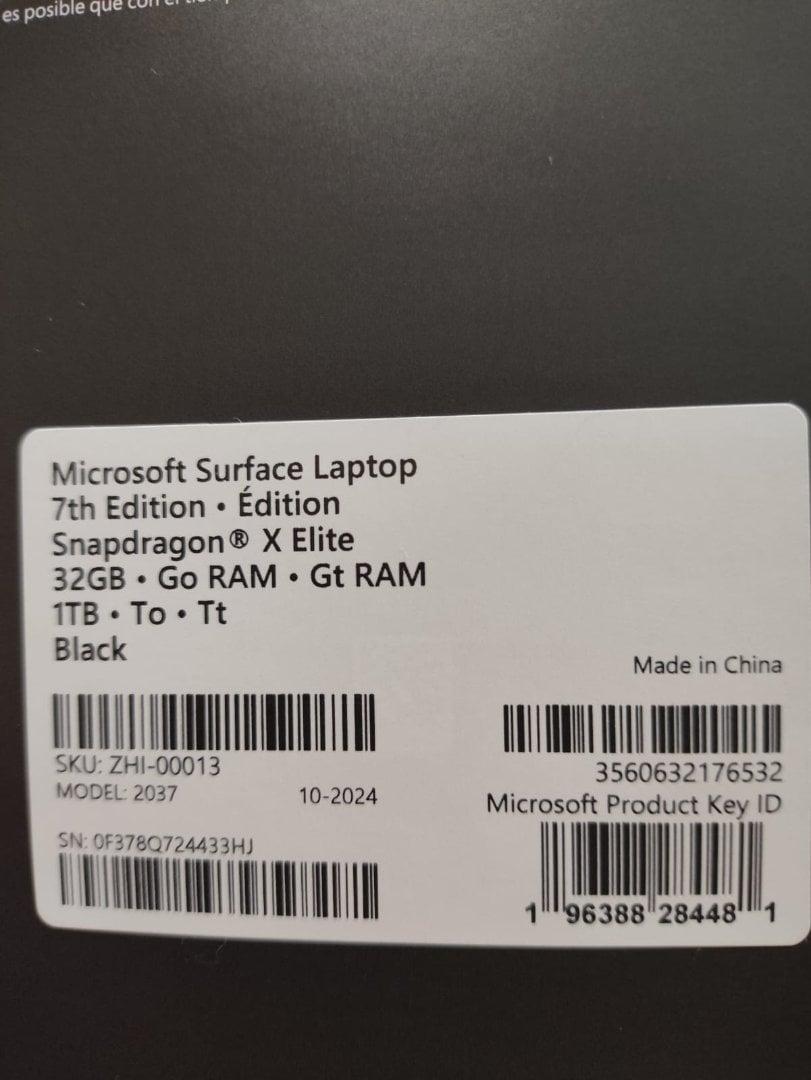 es posible que con el
Microsoft Surface Laptop
7th Edition • Édition
Snapdragon® X Elite
32GB • Go RAM • Gt RAM
1TB • To • Tt
Black
Made in China
SKU: ZHI-00013
MODEL: 2037
10-2024
3560632176532
Microsoft Product Key ID
SN: 0F378Q724433HJ
1 96388 28448 1